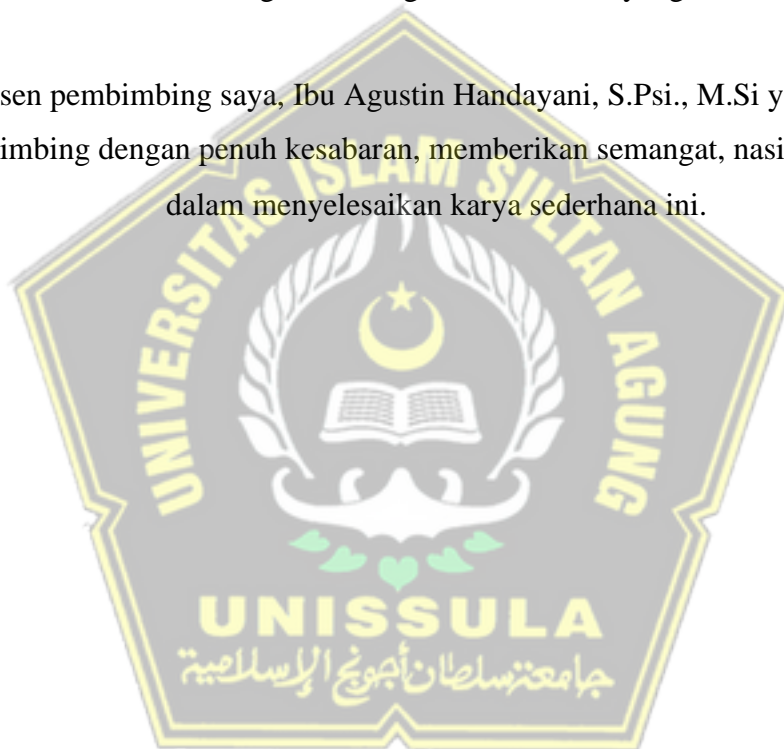 sen pembimbing saya, Ibu Agustin Handayani, S.Psi., M.Si y
imbing dengan penuh kesabaran, memberikan semangat, nasi
dalam menyelesaikan karya sederhana ini.
UNIVERSITAS ISLAM SULTAN AGUNG
UNISSULA
جامعة سلطان أجونج الإسلامية